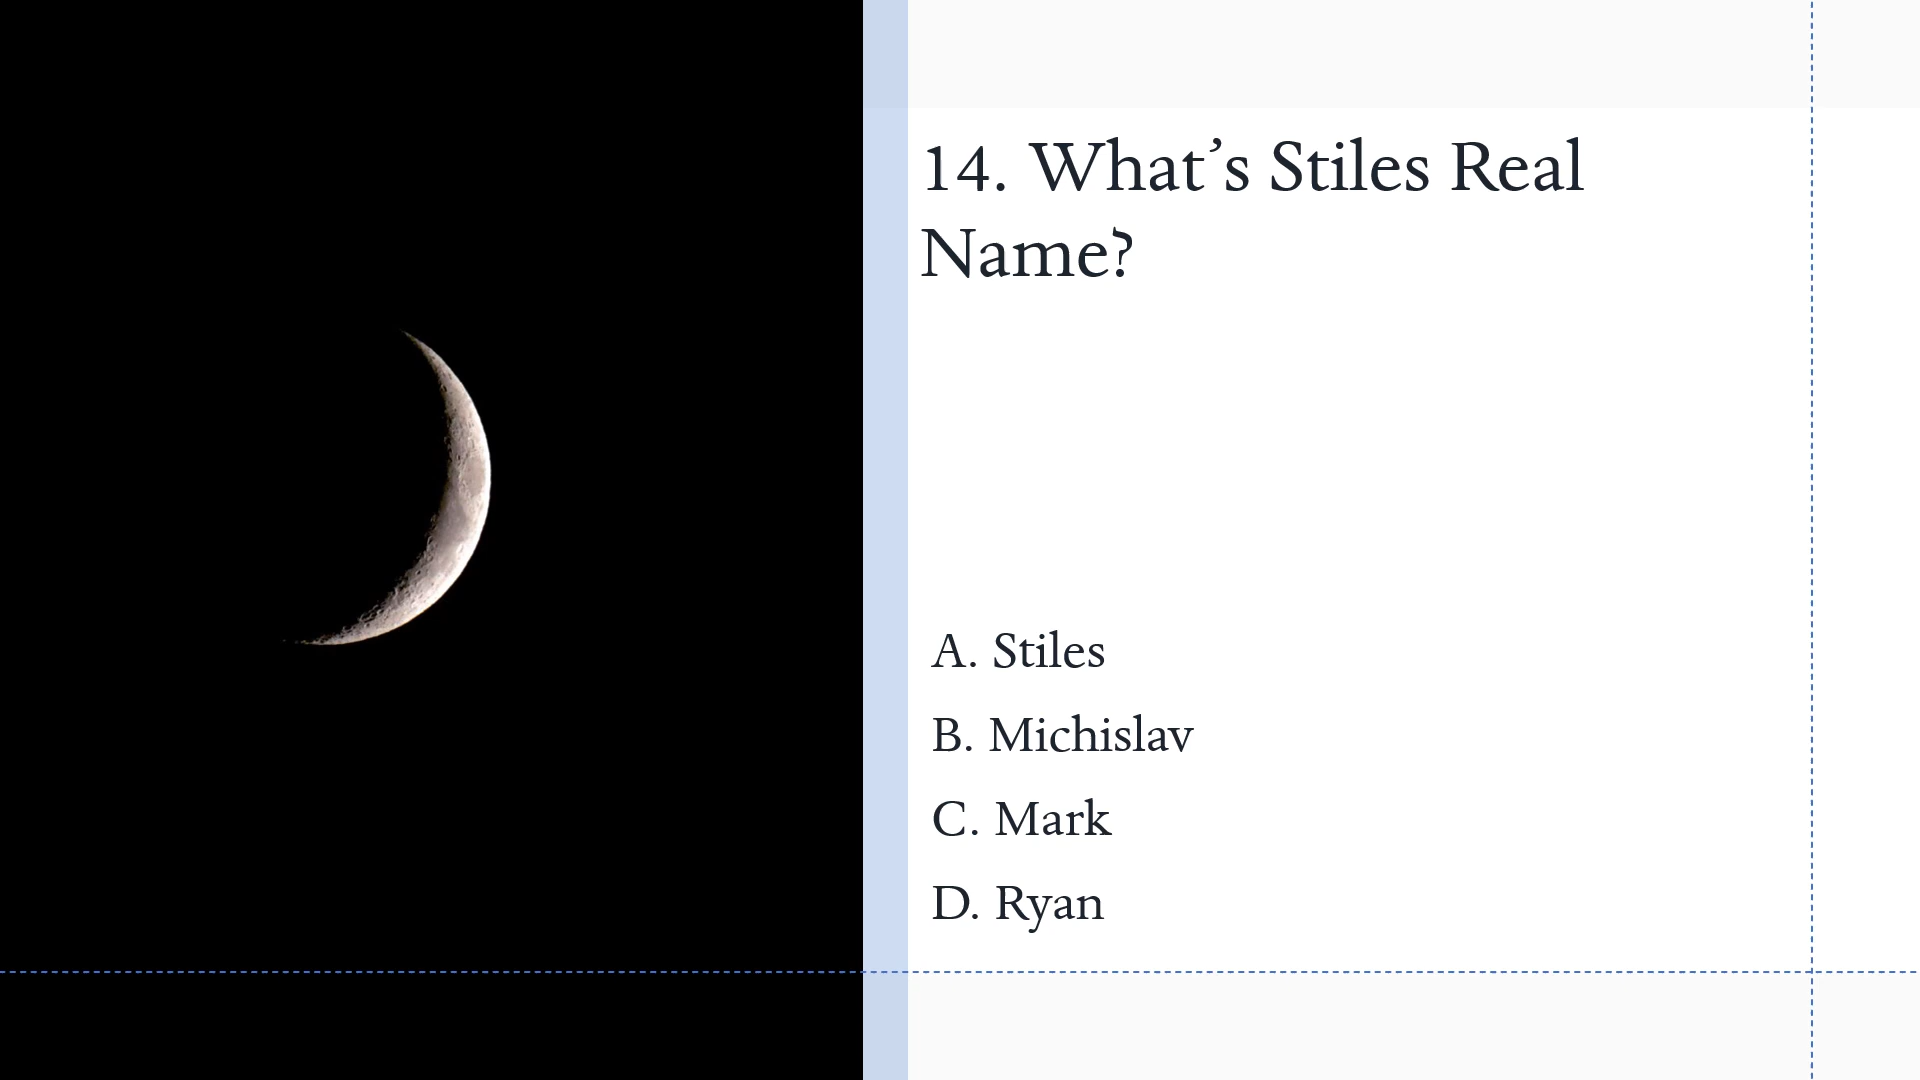 14. What’s Stiles Real
Name?
A. Stiles
B. Michislav
C. Mark
D. Ryan